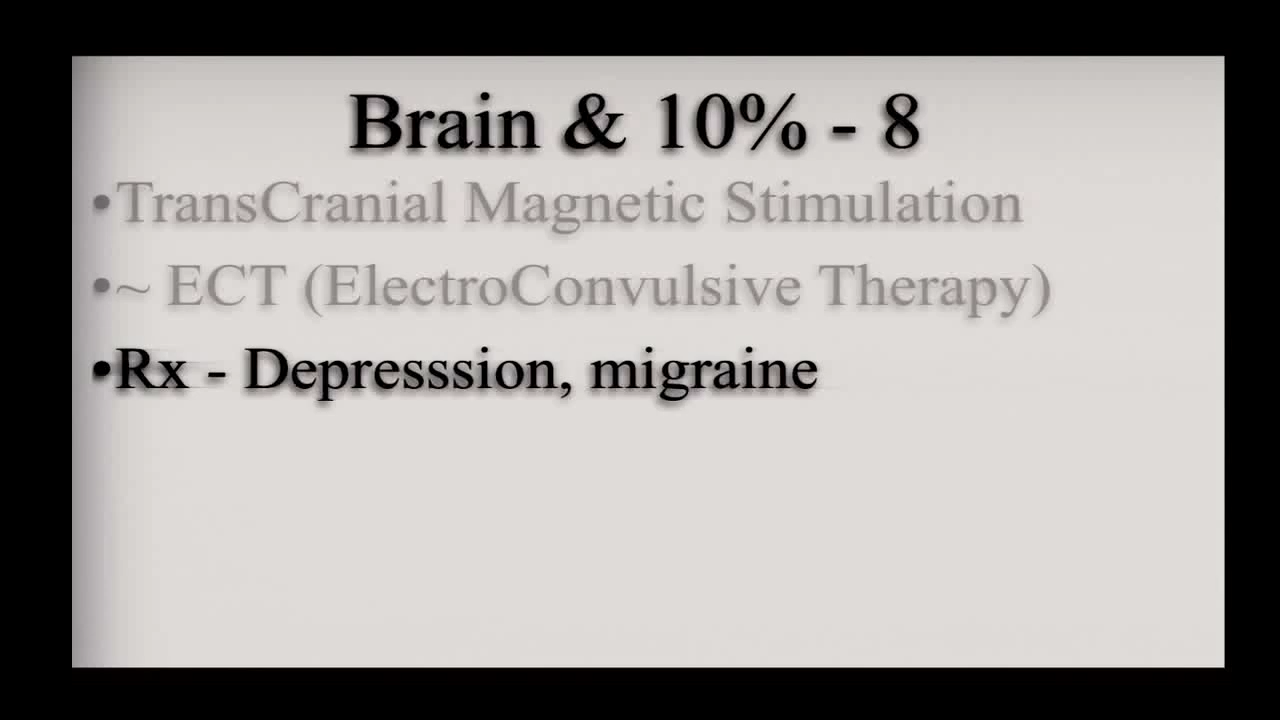 Brain & 10% - 8
•TransCranial Magnetic Stimulation
•~ ECT (ElectroConvulsive Therapy)
•Rx - Depresssion, migraine